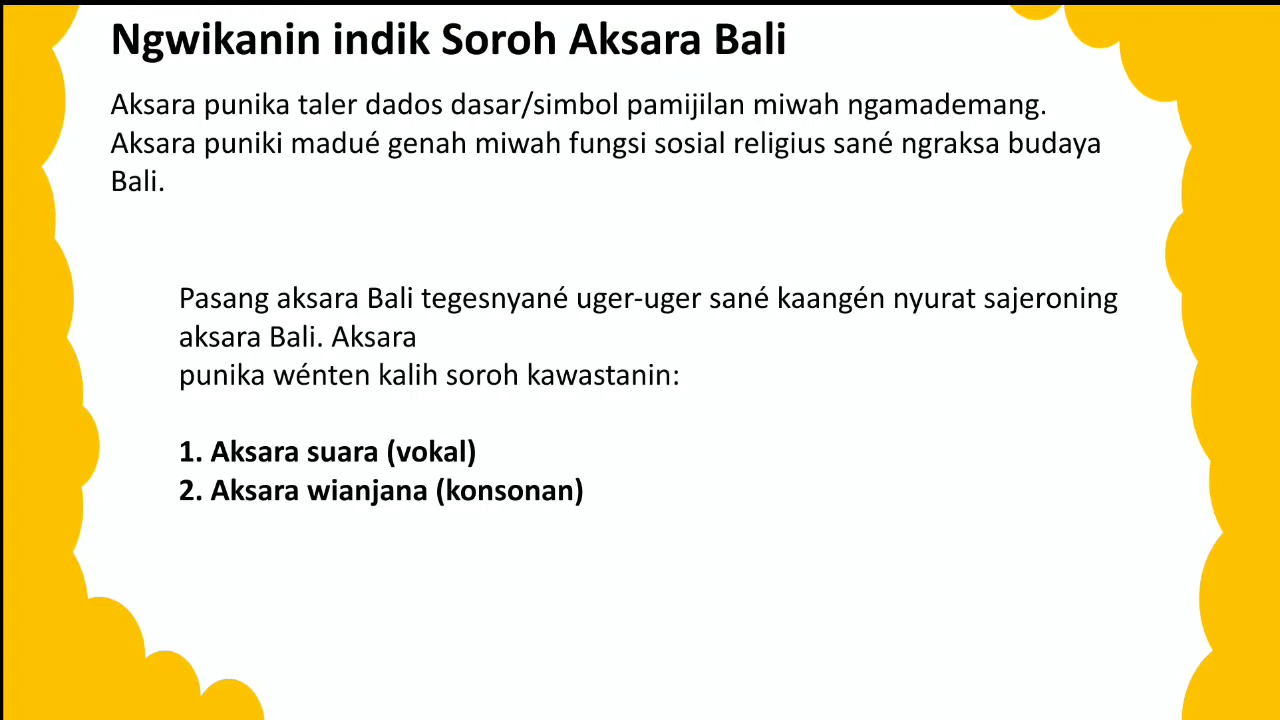 Ngwikanin indik Soroh Aksara Bali
Aksara punika taler dados dasar/simbol pamijilan miwah ngamademang.
Aksara puniki madué genah miwah fungsi sosial religius sané ngraksa budaya
Bali.
Pasang aksara Bali tegesnyané uger-uger sané kaangén nyurat sajeroning
aksara Bali. Aksara
punika wénten kalih soroh kawastanin:
1. Aksara suara (vokal)
2. Aksara wianjana (konsonan)